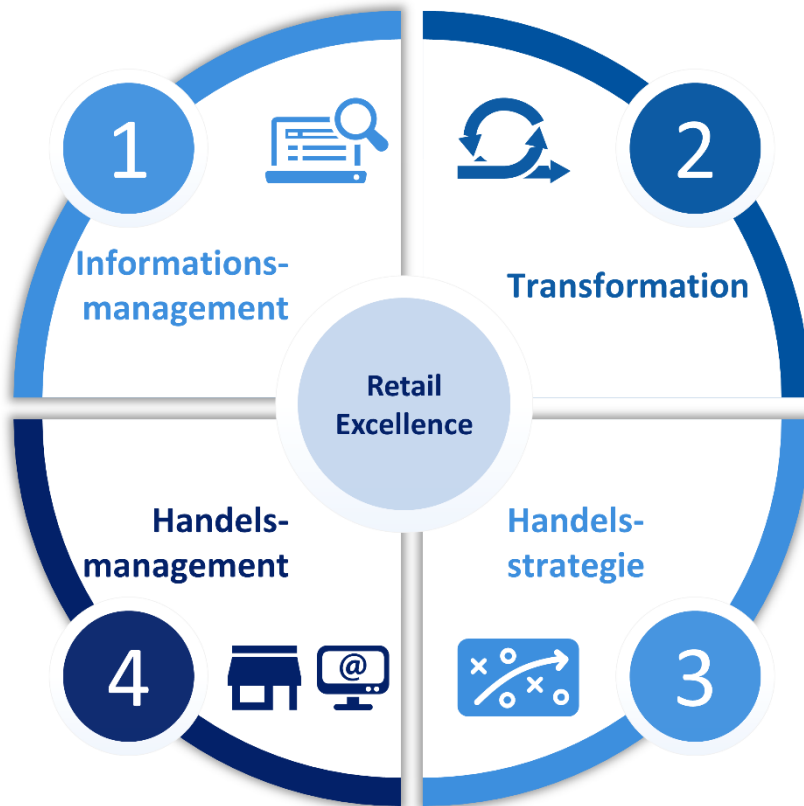 1
Informations-
management
2
Transformation
Retail
Excellence
Handels-
management
4
@
Handels-
strategie
3